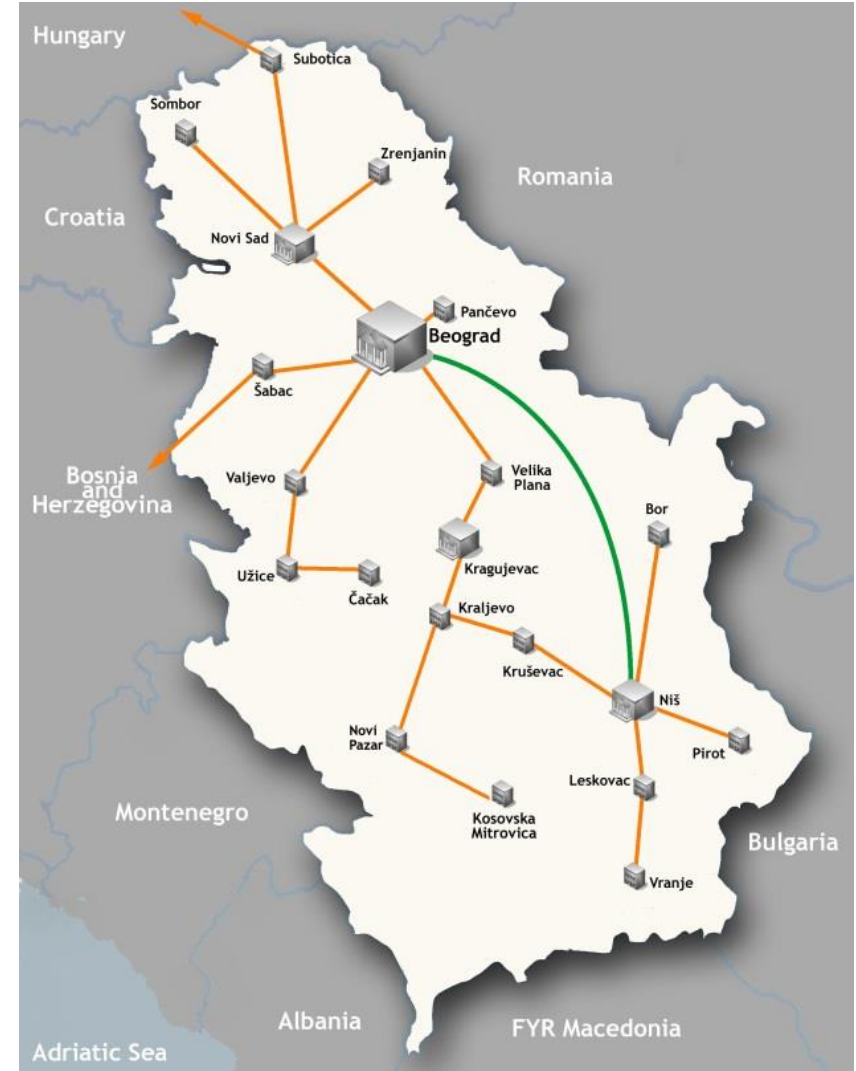 Hungary
Subotica
Sombor
Zrenjanin
Romania
Croatia
Novi Sad
Pančevo
Beograd
Šabac
Bosnia
and
Herzegovina
Valjevo
Velika
Plana
Bor
Užice
Čačak
Kragujevac
Kraljevo
Kruševac
Niš
Novi
Pazar
Pirot
Leskovac
Kosovska
Mitrovica
Montenegro
Bulgaria
Vranje
Albania
FYR Macedonia
Adriatic Sea